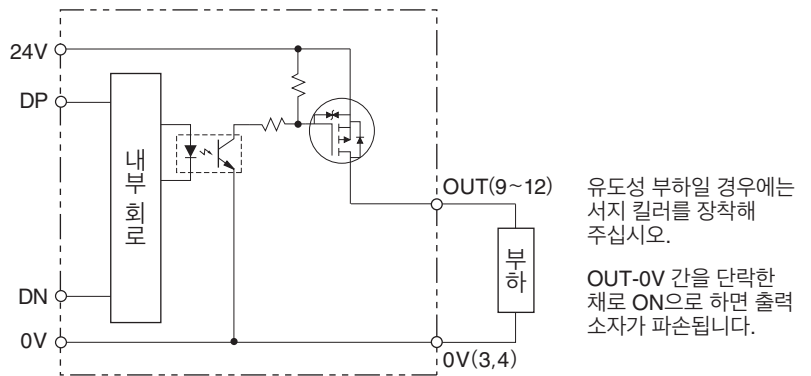 24V
DP
내부 회로
DN
0V
OUT(9~12)
부하
0V(3,4)
유도성 부하일 경우에는
서지 킬러를 장착해
주십시오.
OUT-0V 간을 단락한
채로 ON으로 하면 출력
소자가 파손됩니다.